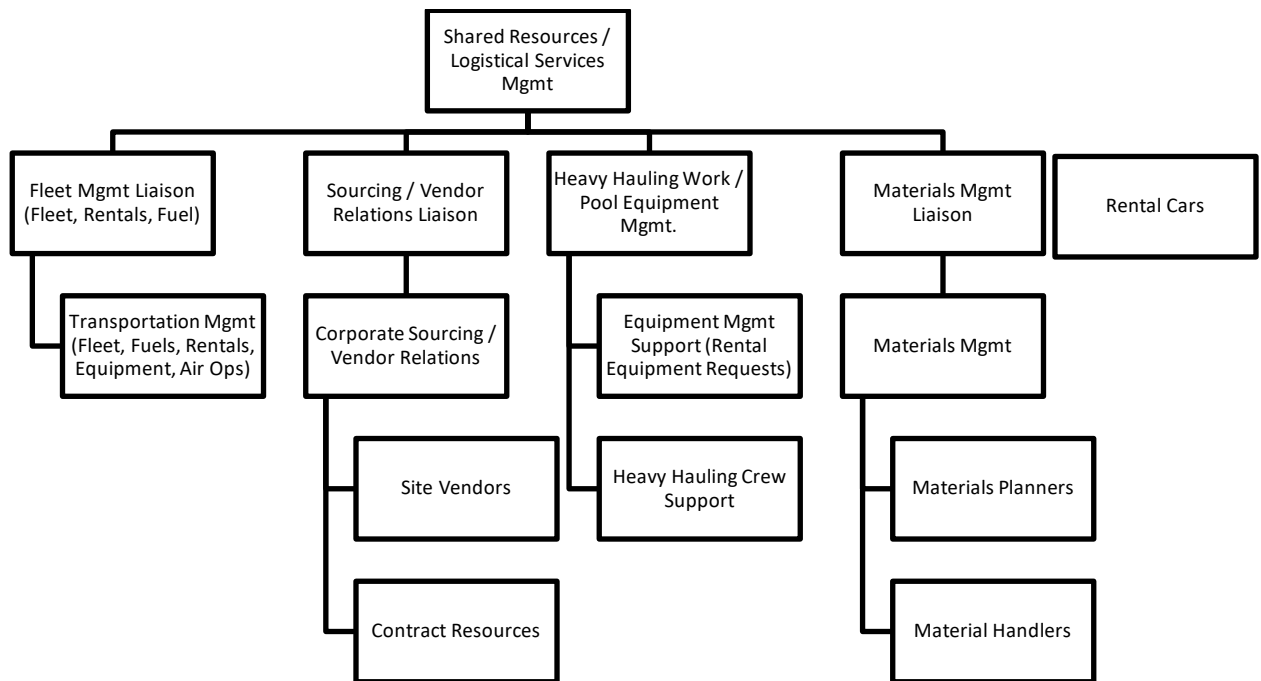 Shared Resources /
Logistical Services
Mgmt
Fleet Mgmt Liaison
(Fleet, Rentals, Fuel)
Sourcing / Vendor
Relations Liaison
Heavy Hauling Work /
Pool Equipment
Mgmt.
Materials Mgmt
Liaison
Rental Cars
Transportation Mgmt
(Fleet, Fuels, Rentals,
Equipment, Air Ops)
Corporate Sourcing /
Vendor Relations
Equipment Mgmt
Support (Rental
Equipment Requests)
Materials Mgmt
Site Vendors
Heavy Hauling Crew
Support
Materials Planners
Contract Resources
Material Handlers